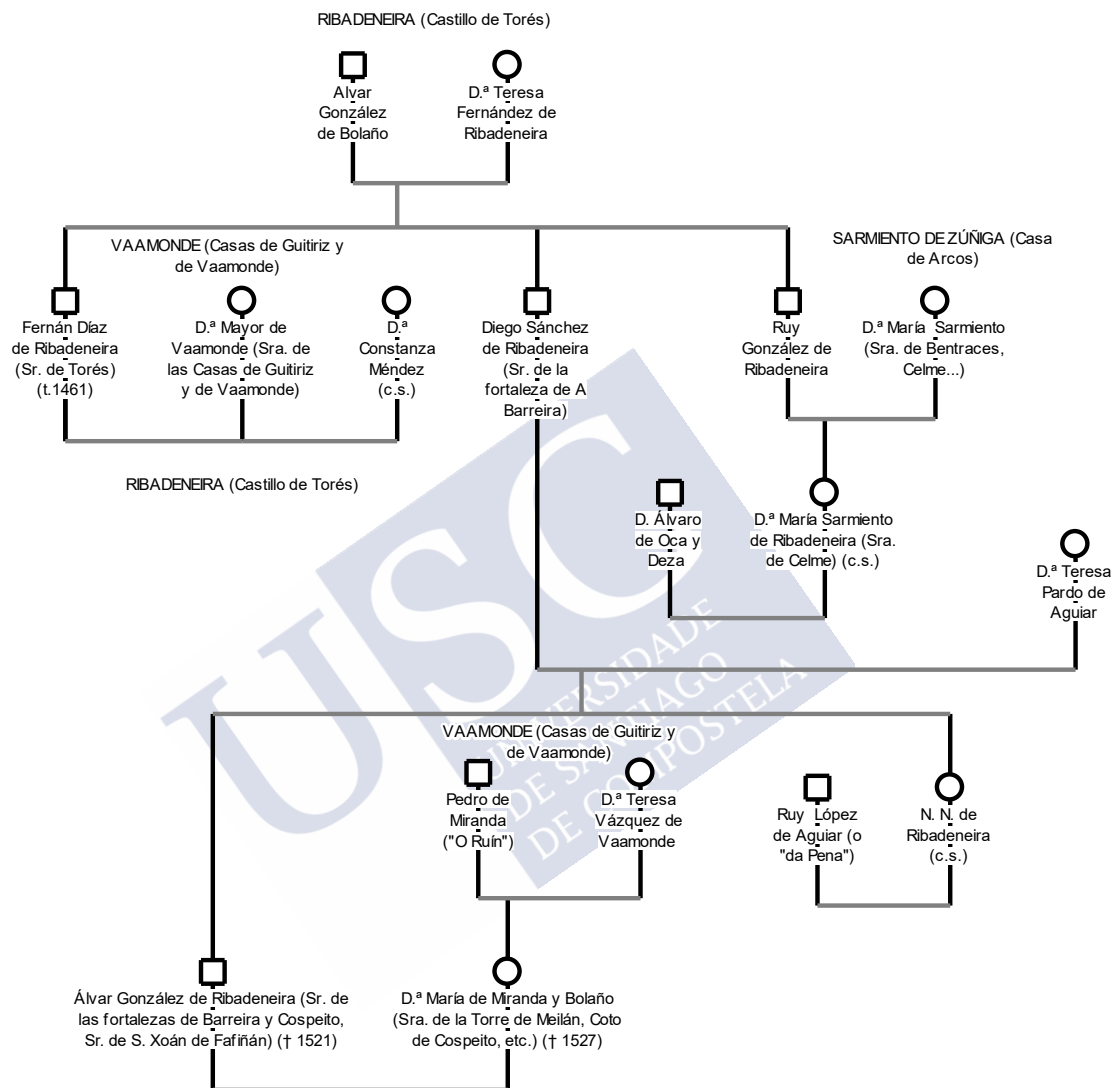 RIBADENEIRA (Castillo de Torés)
Alvar
González
de Bolaño
D.ª Teresa
Fernández de
Ribadeneira
VAAMONDE (Casas de Guitiriz y
de Vaamonde)
SARMIENTO DE ZÚÑIGA (Casa
de Arcos)
Fernán Díaz
de Ribadeneira
(Sr. de Torés)
(t.1461)
D.ª Mayor de
Vaamonde (Sra. de
las Casas de Guitiriz
y de Vaamonde)
D.ª
Constanza
Méndez
(c.s.)
Diego Sánchez
de Ribadeneira
(Sr. de la
fortaleza de A
Barreira)
Ruy
González de
Ribadeneira
D.ª María Sarmiento
(Sra. de Bentraces,
Celme...)
RIBADENEIRA (Castillo de Torés)
D. Álvaro
de Oca y
Deza
D.ª María Sarmiento
de Ribadeneira (Sra.
de Celme) (c.s.)
D.ª Teresa
Pardo de
Aguiar
USC
UNIVERSIDADE
DE SANTIAGO
DE COMPOSTELA
VAAMONDE (Casas de Guitiriz y
de Vaamonde)
Pedro de
Miranda
("O Ruín")
D.ª Teresa
Vázquez de
Vaamonde
Ruy López
de Aguiar (o
"da Pena")
N. N. de
Ribadeneira
(c.s.)
Álvar González de Ribadeneira (Sr. de
las fortalezas de Barreira y Cospeito,
Sr. de S. Xoán de Fafiñán) († 1521)
D.ª María de Miranda y Bolaño
(Sra. de la Torre de Meilán, Coto
de Cospeito, etc.) († 1527)